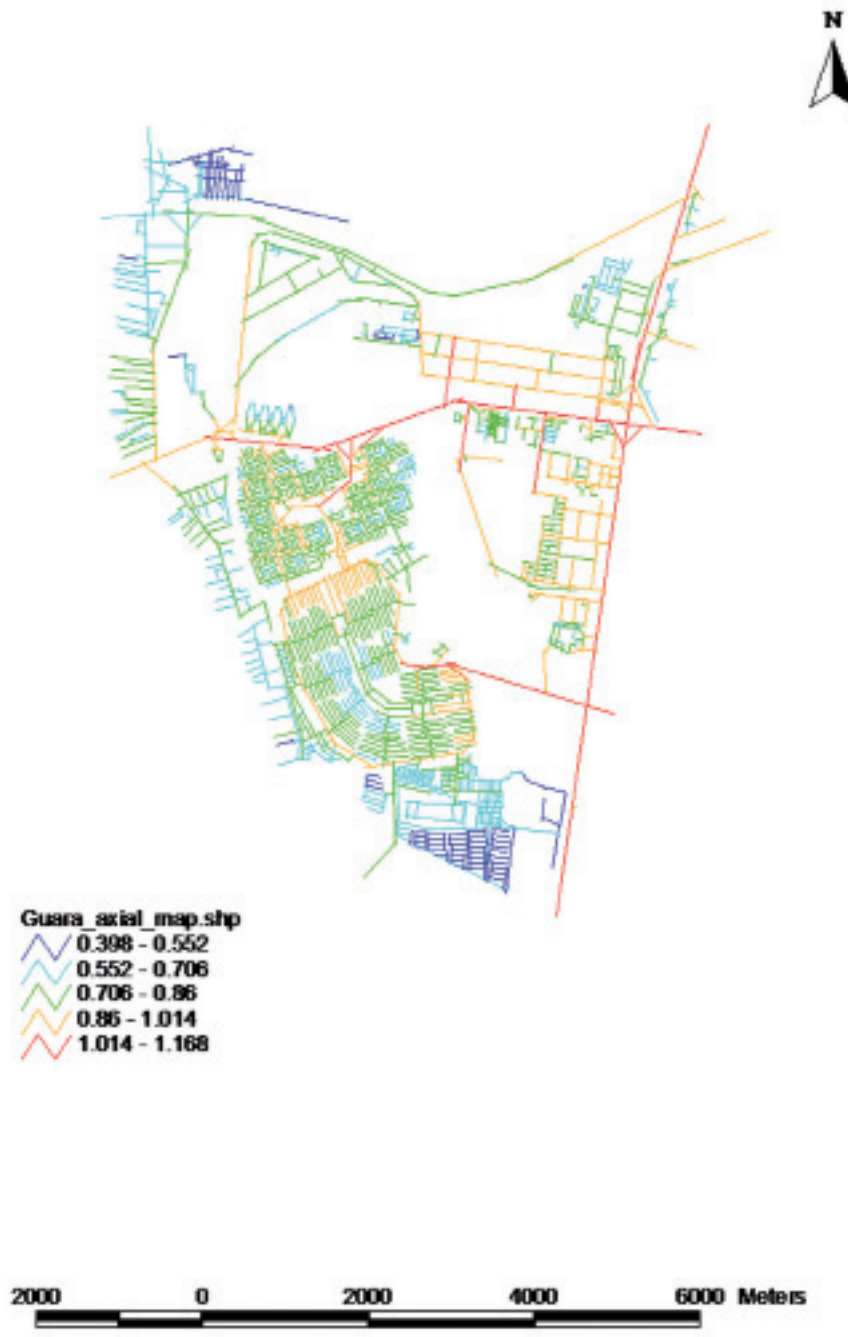 N
Guara_axial_map.shp
0.398 - 0.552
0.552 - 0.706
0.706 - 0.86
0.86 - 1.014
1.014 - 1.168
2000 0 2000 4000 6000 Meters